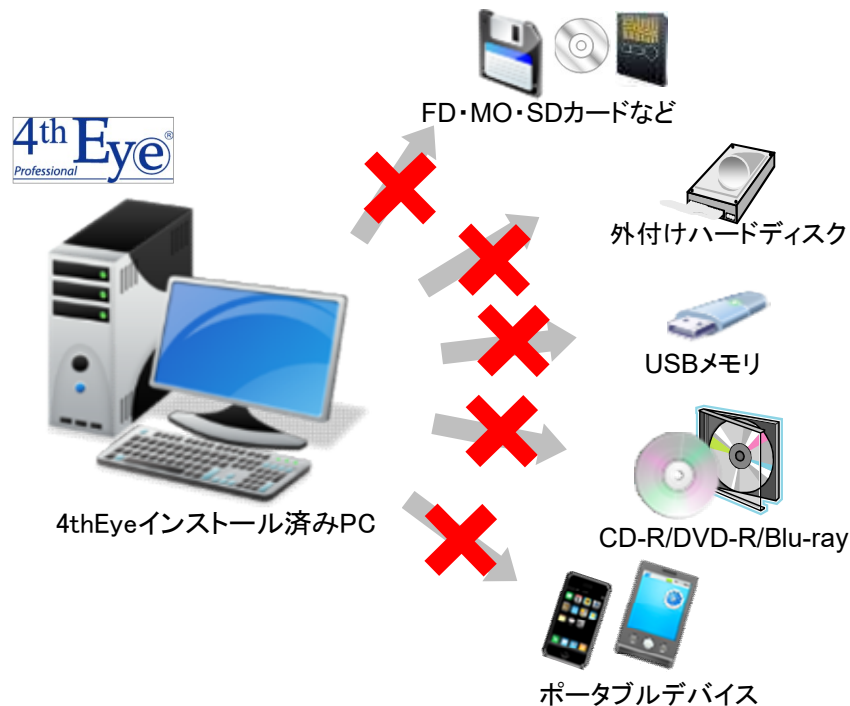 4th Eye®
Professional
FD・MO・SDカードなど
外付けハードディスク
USBメモリ
4thEyeインストール済みPC
CD-R/DVD-R/Blu-ray
ポータブルデバイス